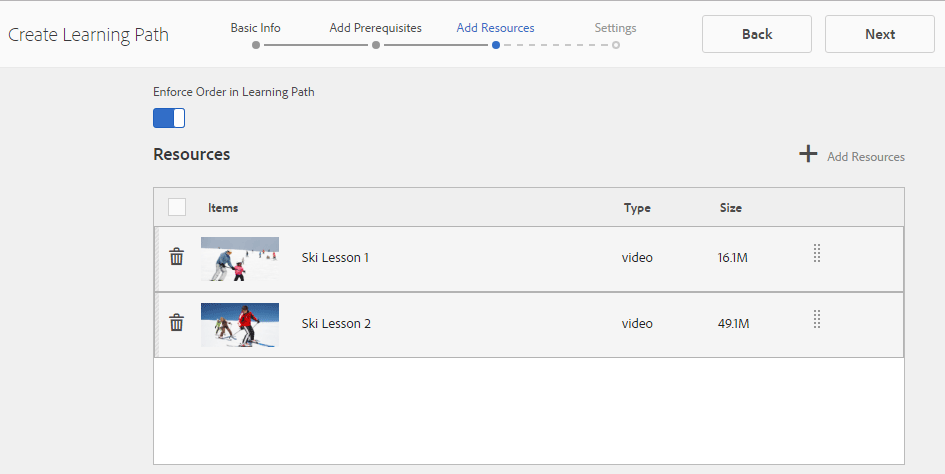 Create Learning Path
Basic Info
Add Prerequisites
Add Resources
Settings
Back
Next
Enforce Order in Learning Path
Resources
Add Resources
Items Type Size
Ski Lesson 1 video 16.1M
Ski Lesson 2 video 49.1M